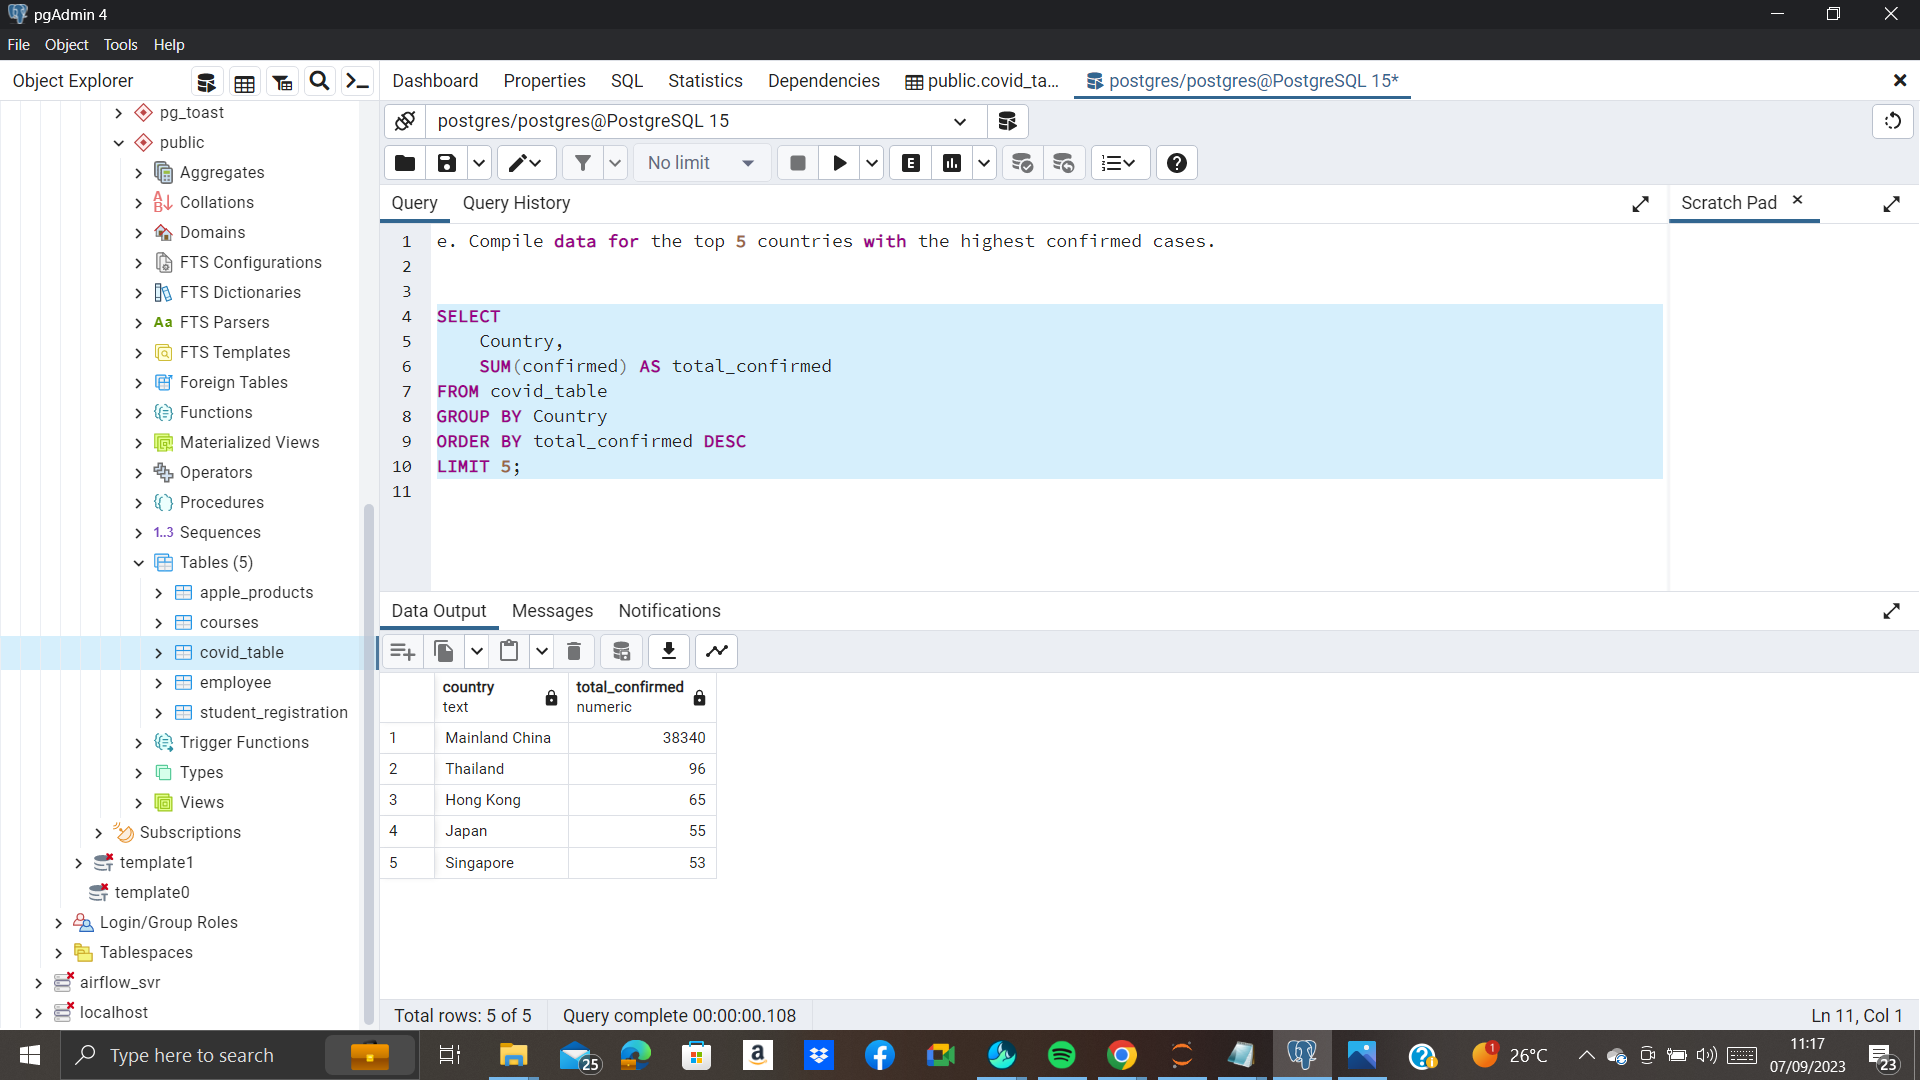 pgAdmin 4
File Object Tools Help
Object Explorer
Dashboard Properties SQL Statistics Dependencies public.covid_ta... postgres/postgres@PostgreSQL 15*
pg_toast
public
Aggregates
Collations
Domains
FTS Configurations
FTS Dictionaries
Aa FTS Parsers
FTS Templates
Foreign Tables
Functions
Materialized Views
Operators
Procedures
1..3 Sequences
Tables (5)
apple_products
courses
covid_table
employee
student_registration
Trigger Functions
Types
Views
Subscriptions
template1
template0
Login/Group Roles
Tablespaces
airflow_svr
localhost
postgres/postgres@PostgreSQL 15
No limit
E
Query Query History
Scratch Pad
1 e. Compile data for the top 5 countries with the highest confirmed cases.
2
3
4 SELECT
5 Country,
6 SUM(confirmed) AS total_confirmed
7 FROM covid_table
8 GROUP BY Country
9 ORDER BY total_confirmed DESC
10 LIMIT 5;
11
Data Output Messages Notifications
country total_confirmed
text numeric
1 Mainland China 38340
2 Thailand 96
3 Hong Kong 65
4 Japan 55
5 Singapore 53
Total rows: 5 of 5 Query complete 00:00:00.108 Ln 11, Col 1
Type here to search 25 1 26°C 11:17
07/09/2023 23